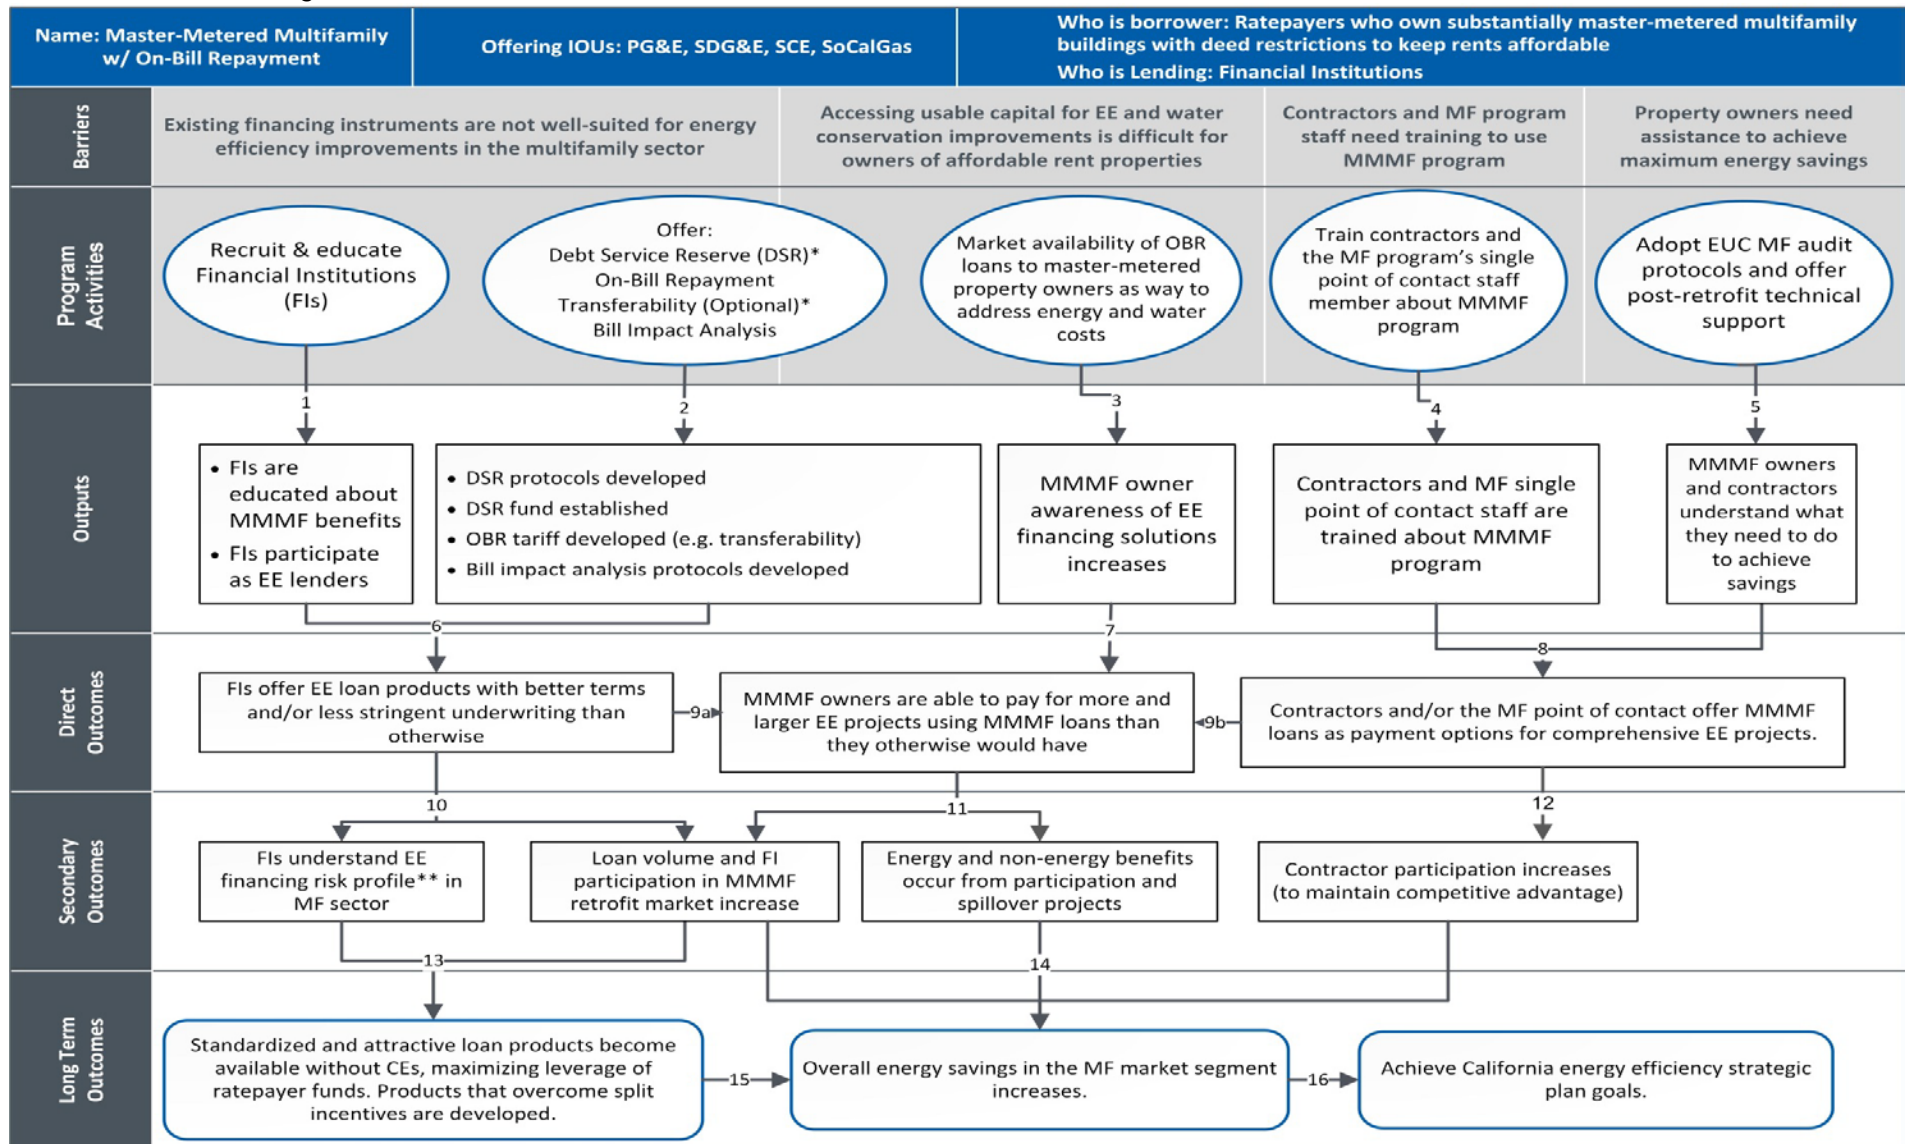 Name: Master-Metered Multifamily
w/ On-Bill Repayment
Offering IOUs: PG&E, SDG&E, SCE, SoCalGas
Who is borrower: Ratepayers who own substantially master-metered multifamily
buildings with deed restrictions to keep rents affordable
Who is Lending: Financial Institutions
Barriers
Existing financing instruments are not well-suited for energy
efficiency improvements in the multifamily sector
Accessing usable capital for EE and water
conservation improvements is difficult for
owners of affordable rent properties
Contractors and MF program
staff need training to use
MMMF program
Property owners need
assistance to achieve
maximum energy savings
Program
Activities
Recruit & educate
Financial Institutions
(FIs)
Offer:
Debt Service Reserve (DSR)*
On-Bill Repayment
Transferability (Optional)*
Bill Impact Analysis
Market availability of OBR
loans to master-metered
property owners as way to
address energy and water
costs
Train contractors and
the MF program's single
point of contact staff
member about MMMF
program
Adopt EUC MF audit
protocols and offer
post-retrofit technical
support
1
2
3
4
5
Outputs
• FIs are
educated about
MMMF benefits
• FIs participate
as EE lenders
• DSR protocols developed
• DSR fund established
• OBR tariff developed (e.g. transferability)
• Bill impact analysis protocols developed
MMMF owner
awareness of EE
financing solutions
increases
Contractors and MF single
point of contact staff are
trained about MMMF
program
MMMF owners
and contractors
understand what
they need to do
to achieve
savings
6
7
8
Direct
Outcomes
FIs offer EE loan products with better terms
and/or less stringent underwriting than
otherwise
9a
MMMF owners are able to pay for more and
larger EE projects using MMMF loans than
they otherwise would have
9b
Contractors and/or the MF point of contact offer MMMF
loans as payment options for comprehensive EE projects.
10
11
12
Secondary
Outcomes
FIs understand EE
financing risk profile** in
MF sector
Loan volume and FI
participation in MMMF
retrofit market increase
Energy and non-energy benefits
occur from participation and
spillover projects
Contractor participation increases
(to maintain competitive advantage)
13
14
Long Term
Outcomes
Standardized and attractive loan products become
available without CEs, maximizing leverage of
ratepayer funds. Products that overcome split
incentives are developed.
15
Overall energy savings in the MF market segment
increases.
16
Achieve California energy efficiency strategic
plan goals.